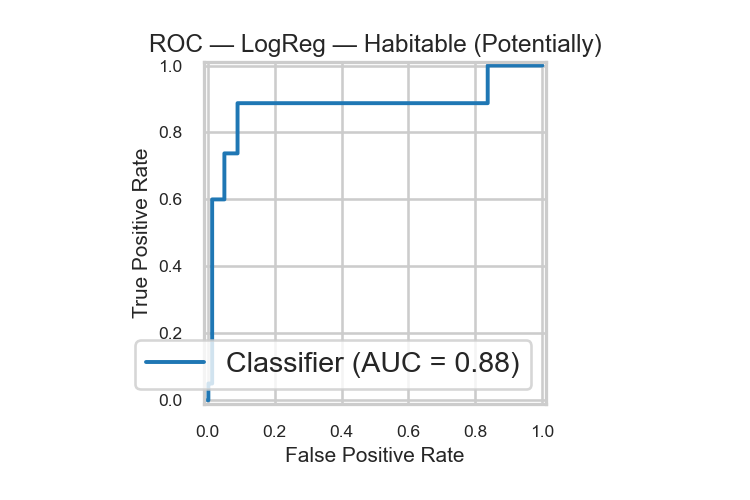 ROC — LogReg — Habitable (Potentially)
1.0
0.8
0.6
0.4
0.2
0.0
True Positive Rate
Classifier (AUC = 0.88)
0.0 0.2 0.4 0.6 0.8 1.0
False Positive Rate